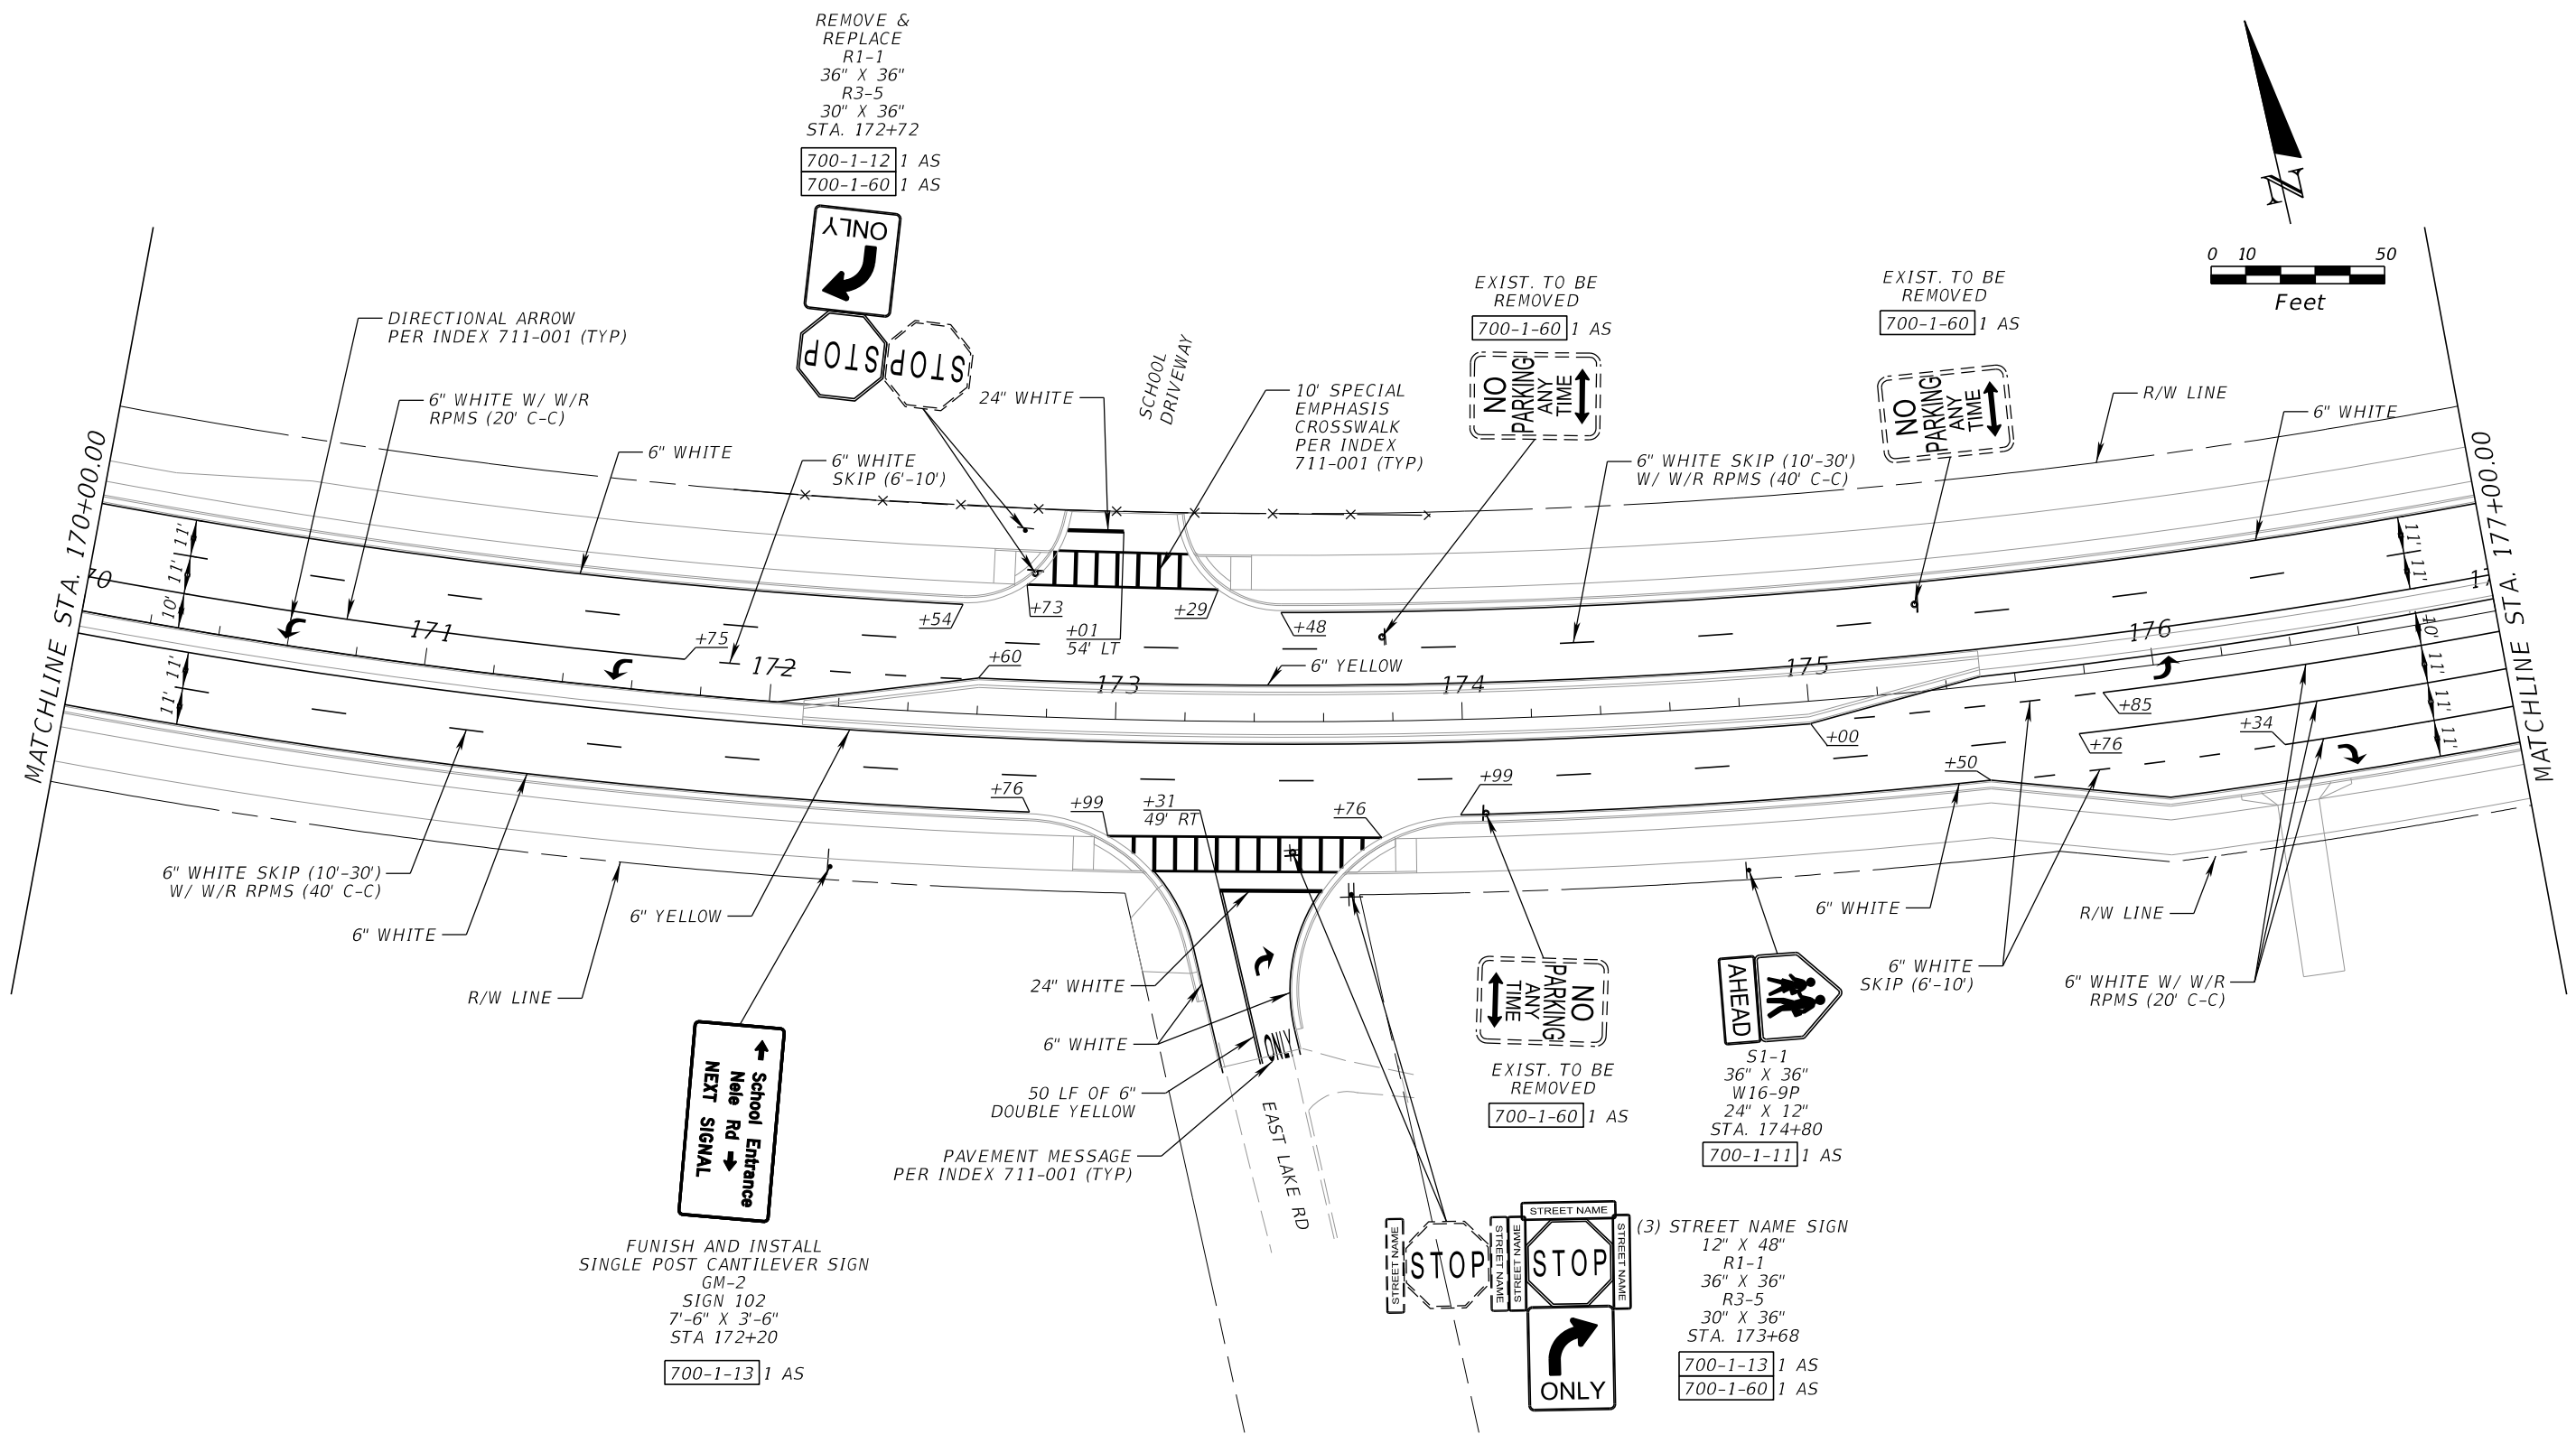 REMOVE &
REPLACE
R1-1
36" X 36"
R3-5
30" X 36"
STA. 172+72
700-1-12 1 AS
700-1-60 1 AS
ONLY
STOP
STOP
DIRECTIONAL ARROW
PER INDEX 711-001 (TYP)
6" WHITE W/ W/R
RPMS (20' C-C)
6" WHITE
6" WHITE
SKIP (6'-10')
24" WHITE
SCHOOL
DRIVEWAY
10' SPECIAL
EMPHASIS
CROSSWALK
PER INDEX
711-001 (TYP)
EXIST. TO BE
REMOVED
700-1-60 1 AS
NO
PARKING
ANY
TIME
6" WHITE SKIP (10'-30')
W/ W/R RPMS (40' C-C)
EXIST. TO BE
REMOVED
700-1-60 1 AS
NO
PARKING
ANY
TIME
R/W LINE
6" WHITE
N
0 10 50
Feet
MATCHLINE STA. 170+00.00
MATCHLINE STA. 177+00.00
11'
11'
10'
11'
11'
70
171
172
173
174
175
176
17
+75
+54
+60
+73
+01
54' LT
+29
+48
6" YELLOW
+00
+85
+76
+34
+50
11'
11'
10'
11'
11'
11'
+76
+99
+31
49' RT
+76
+99
6" WHITE SKIP (10'-30')
W/ W/R RPMS (40' C-C)
6" WHITE
6" YELLOW
R/W LINE
24" WHITE
6" WHITE
50 LF OF 6"
DOUBLE YELLOW
PAVEMENT MESSAGE
PER INDEX 711-001 (TYP)
ONLY
EAST LAKE RD
School Entrance
Nele Rd
NEXT SIGNAL
FUNISH AND INSTALL
SINGLE POST CANTILEVER SIGN
GM-2
SIGN 102
7'-6" X 3'-6"
STA 172+20
700-1-13 1 AS
NO
PARKING
ANY
TIME
EXIST. TO BE
REMOVED
700-1-60 1 AS
AHEAD
S1-1
36" X 36"
W16-9P
24" X 12"
STA. 174+80
700-1-11 1 AS
6" WHITE
6" WHITE
SKIP (6'-10')
R/W LINE
6" WHITE W/ W/R
RPMS (20' C-C)
STREET NAME
STOP
STREET NAME
STREET NAME
STREET NAME
STOP
STREET NAME
ONLY
(3) STREET NAME SIGN
12" X 48"
R1-1
36" X 36"
R3-5
30" X 36"
STA. 173+68
700-1-13 1 AS
700-1-60 1 AS